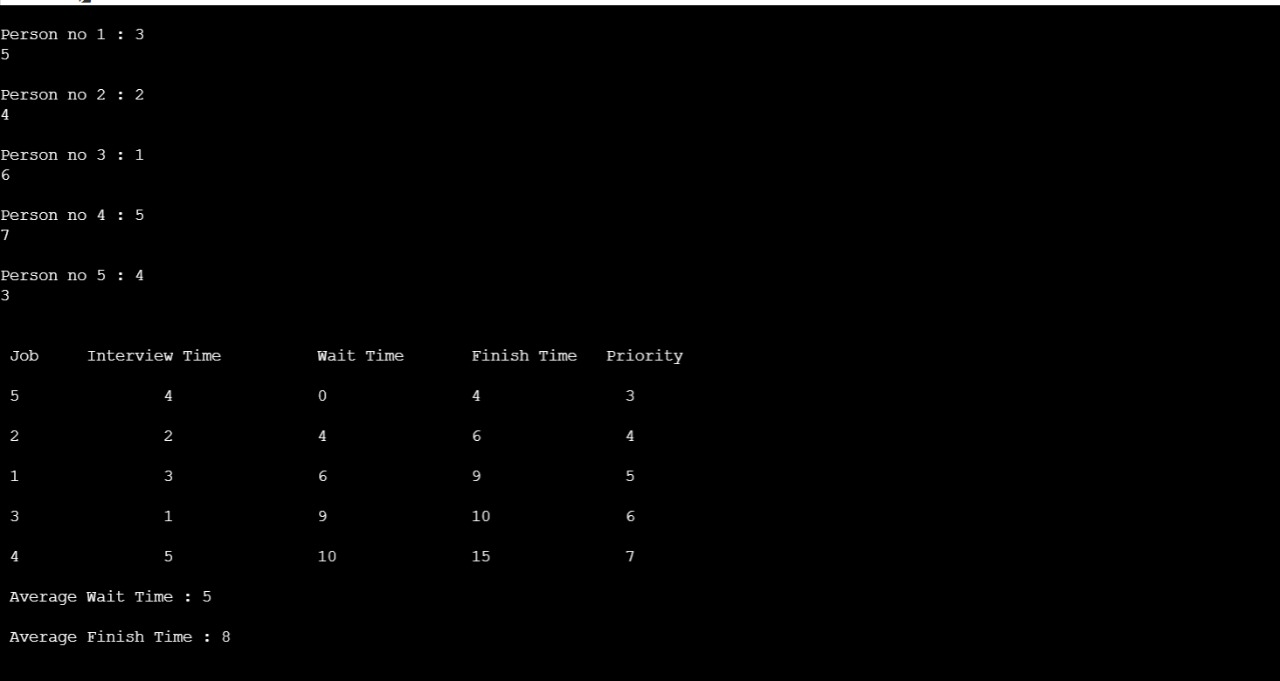 Person no 1 : 3
5
Person no 2 : 2
4
Person no 3 : 1
6
Person no 4 : 5
7
Person no 5 : 4
3
Job Interview Time Wait Time Finish Time Priority
5 4 0 4 3
2 2 4 6 4
1 3 6 9 5
3 1 9 10 6
4 5 10 15 7
Average Wait Time : 5
Average Finish Time : 8